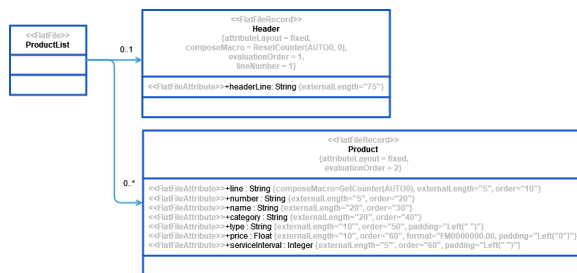 <<FlatFile>>
ProductList
0..1
0..*
<<FlatFileRecord>>
Header
{attributeLayout = fixed,
composeMacro = ResetCounter(AUTO0, 0),
evaluationOrder = 1,
lineNumber = 1}
<<FlatFileAttribute>>+headerLine: String {externalLength="75"}
<<FlatFileRecord>>
Product
{attributeLayout = fixed,
evaluationOrder = 2}
<<FlatFileAttribute>>+line : String {composeMacro=GetCounter(AUTO0), externalLength="5", order="10"}
<<FlatFileAttribute>>+number : String {externalLength="5", order="20"}
<<FlatFileAttribute>>+name : String {externalLength="20", order="30"}
<<FlatFileAttribute>>+category : String {externalLength="20", order="40"}
<<FlatFileAttribute>>+type : String {externalLength="10'", order="50", padding="Left(" ")"}
<<FlatFileAttribute>>+price : Float {externalLength="10", order="60", format="FM0000000.00, padding="Left("0")"}
<<FlatFileAttribute>>+serviceInterval : Integer {externalLength="5'", order="60", padding="Left(" ")"}